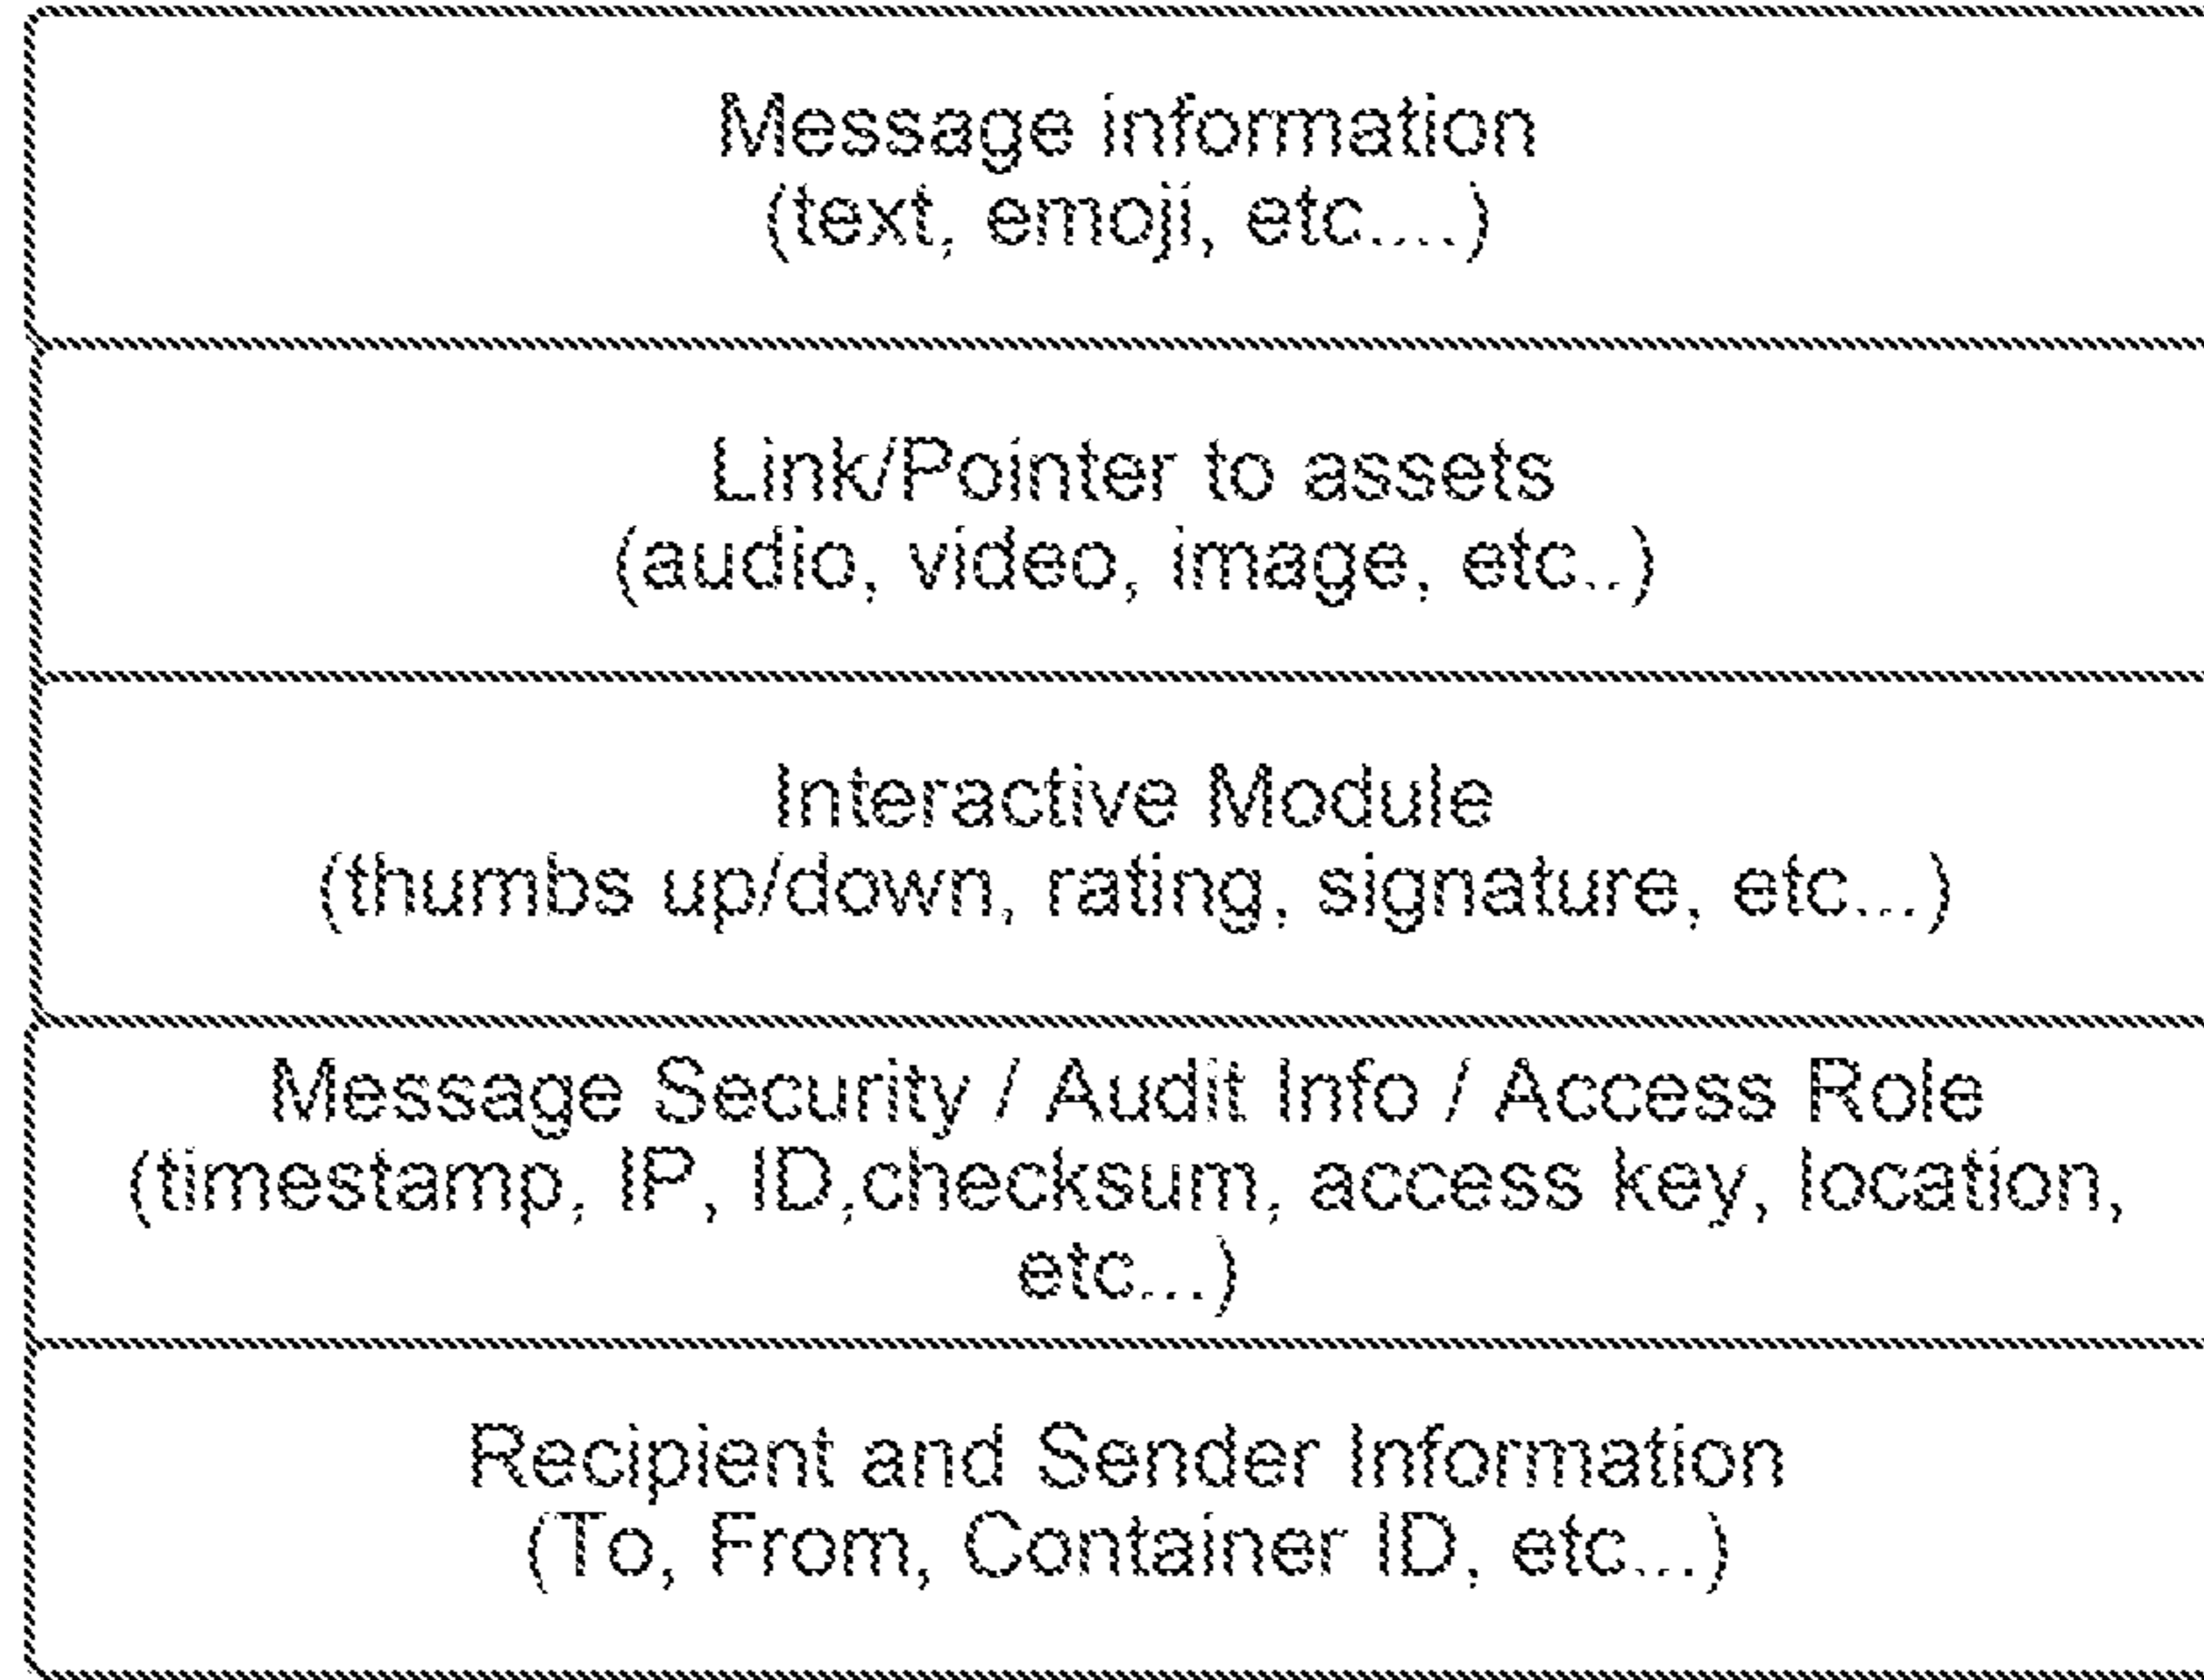 Message information
(text, emoji, etc....)
Link/Pointer to assets
(audio, video, image, etc..)
Interactive Module
(thumbs up/down, rating, signature, etc...)
Message Security / Audit Info / Access Role
(timestamp, IP, ID,checksum, access key, location,
etc...)
Recipient and Sender Information
(To, From, Container ID, etc...)